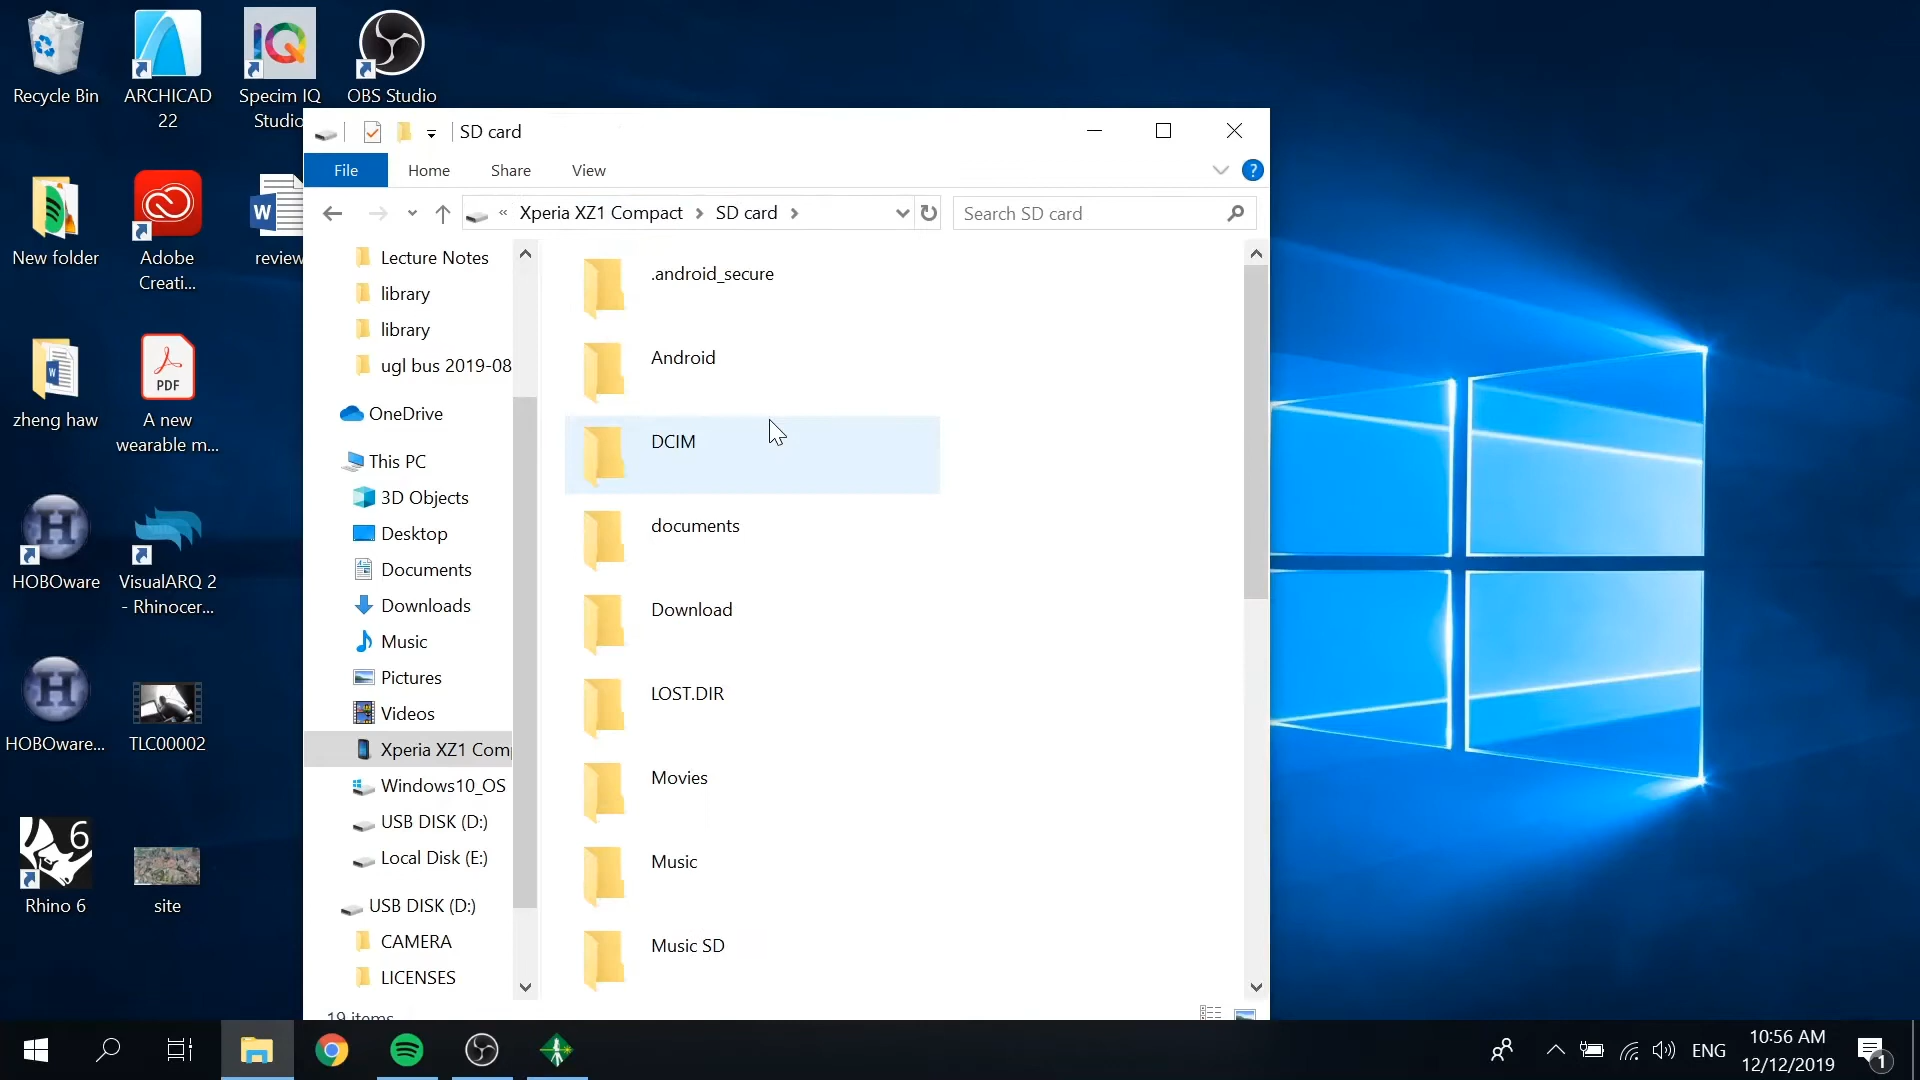 Recycle Bin
ARCHICAD
22
Specim IQ
Studio
OBS Studio
New folder
Adobe
Creati...
review
zheng haw
PDF
A new
wearable m...
HOBOware
VisualARQ 2
- Rhinocer...
HOBOware...
TLC00002
6
Rhino 6
site
SD card
File
Home
Share
View
?
« Xperia XZ1 Compact > SD card >
Search SD card
Lecture Notes
library
library
ugl bus 2019-08
OneDrive
This PC
3D Objects
Desktop
Documents
Downloads
Music
Pictures
Videos
Xperia XZ1 Com
Windows10_OS
USB DISK (D:)
Local Disk (E:)
USB DISK (D:)
CAMERA
LICENSES
.android_secure
Android
DCIM
documents
Download
LOST.DIR
Movies
Music
Music SD
19 items
ENG
10:56 AM
12/12/2019
1